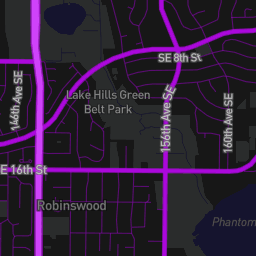 SE 8th St
Lake Hills Green
Belt Park
146th Ave SE
156th Ave SE
160th Ave SE
E 16th St
Robinswood
Phantom